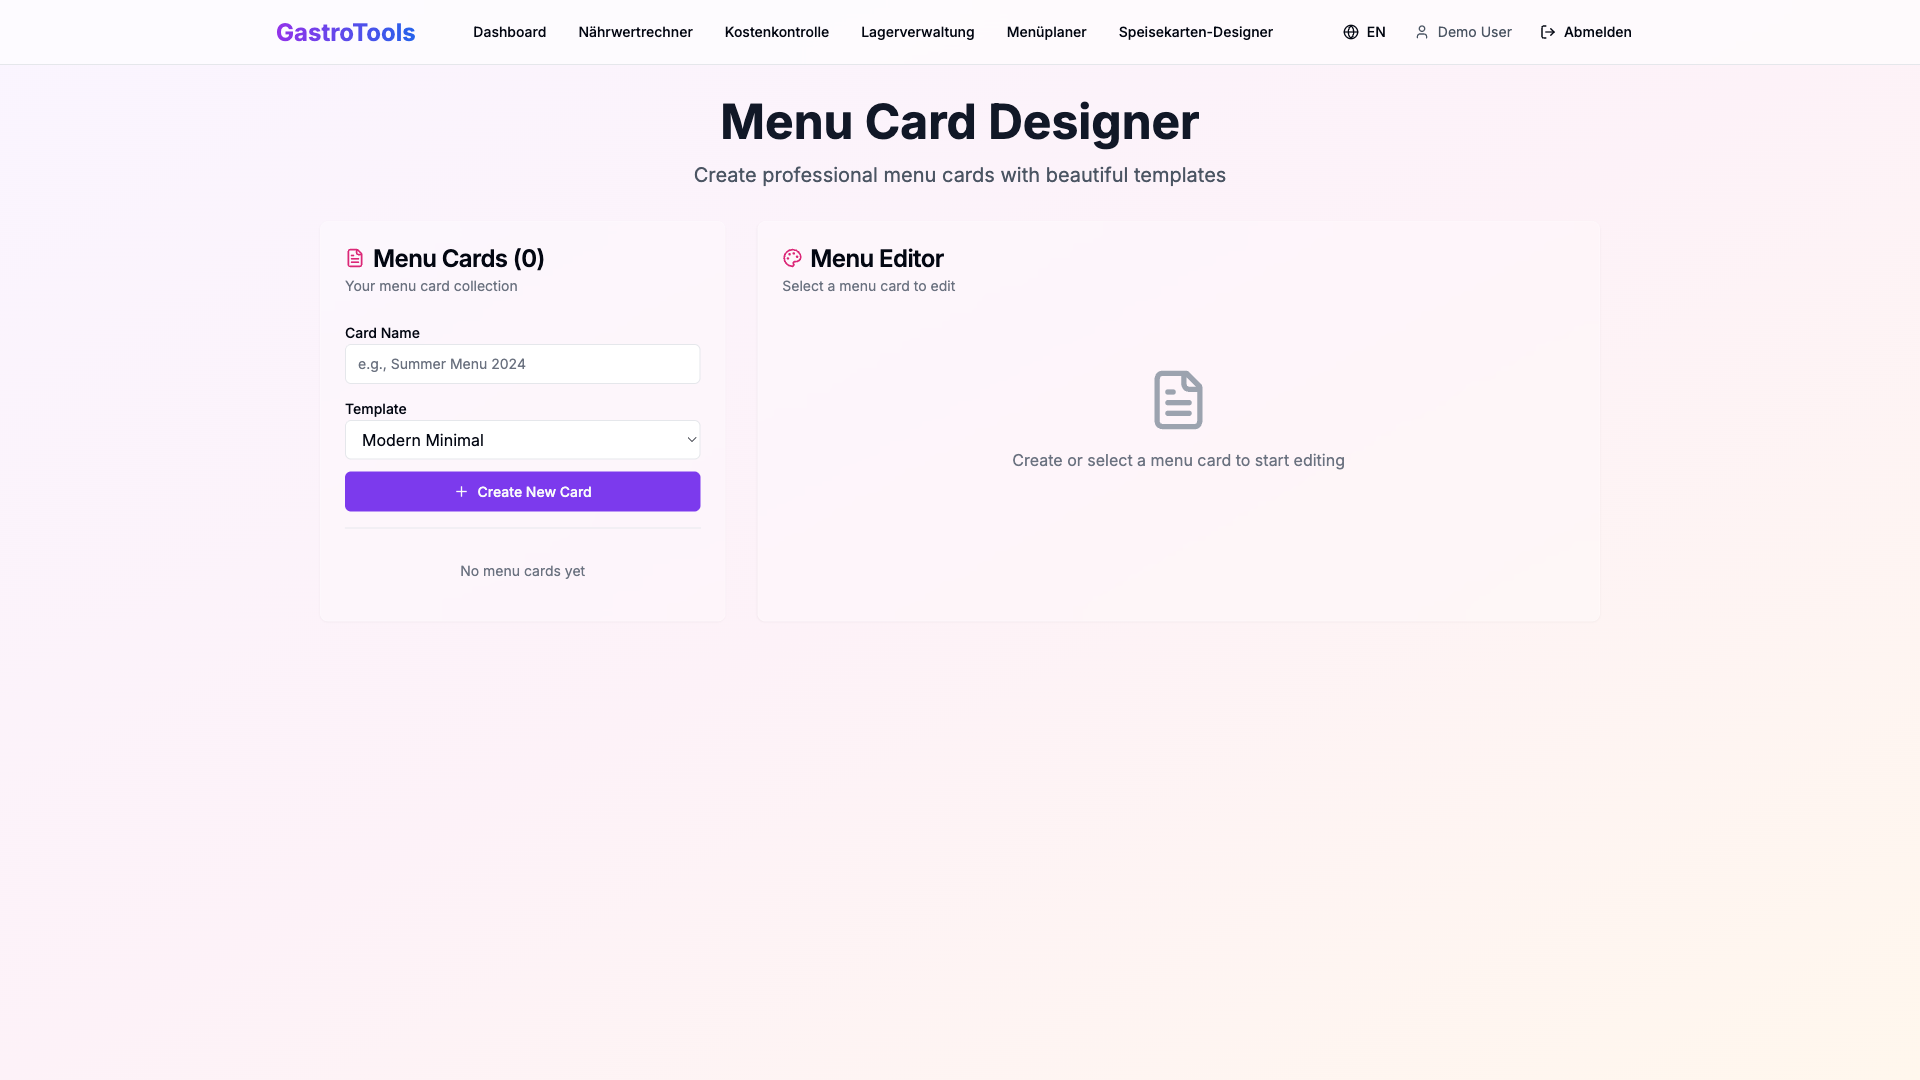 GastroTools
Dashboard
Nährwertrechner
Kostenkontrolle
Lagerverwaltung
Menüplaner
Speisekarten-Designer
EN
Demo User
Abmelden
Menu Card Designer
Create professional menu cards with beautiful templates
Menu Cards (0)
Your menu card collection
Card Name
e.g., Summer Menu 2024
Template
Modern Minimal
Create New Card
No menu cards yet
Menu Editor
Select a menu card to edit
Create or select a menu card to start editing